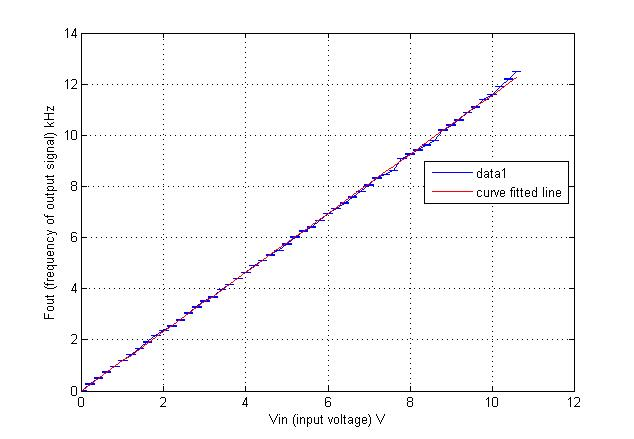 14
12
10
8
6
4
2
0
Fout (frequency of output signal) kHz
data1
curve fitted line
0 2 4 6 8 10 12
Vin (input voltage) V